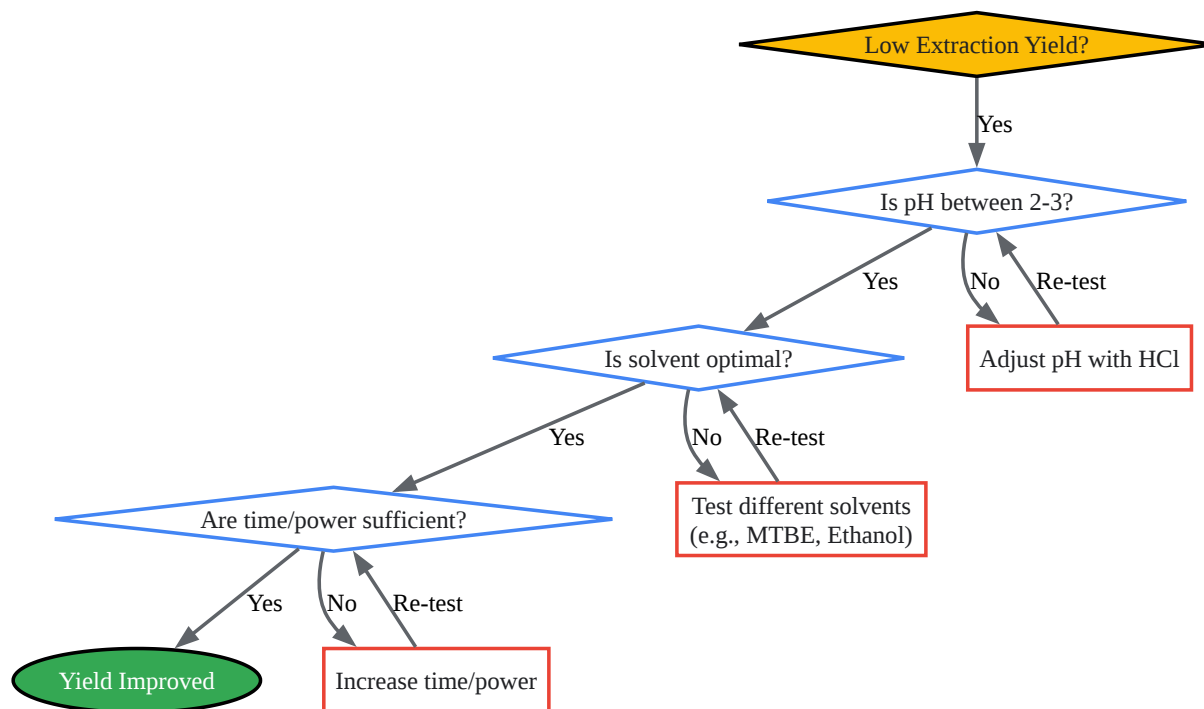 Low Extraction Yield?
Yes
Is pH between 2-3?
Yes
No
Re-test
Is solvent optimal?
Adjust pH with HCl
Yes
No
Re-test
Are time/power sufficient?
Test different solvents
(e.g., MTBE, Ethanol)
Yes
No
Re-test
Yield Improved
Increase time/power